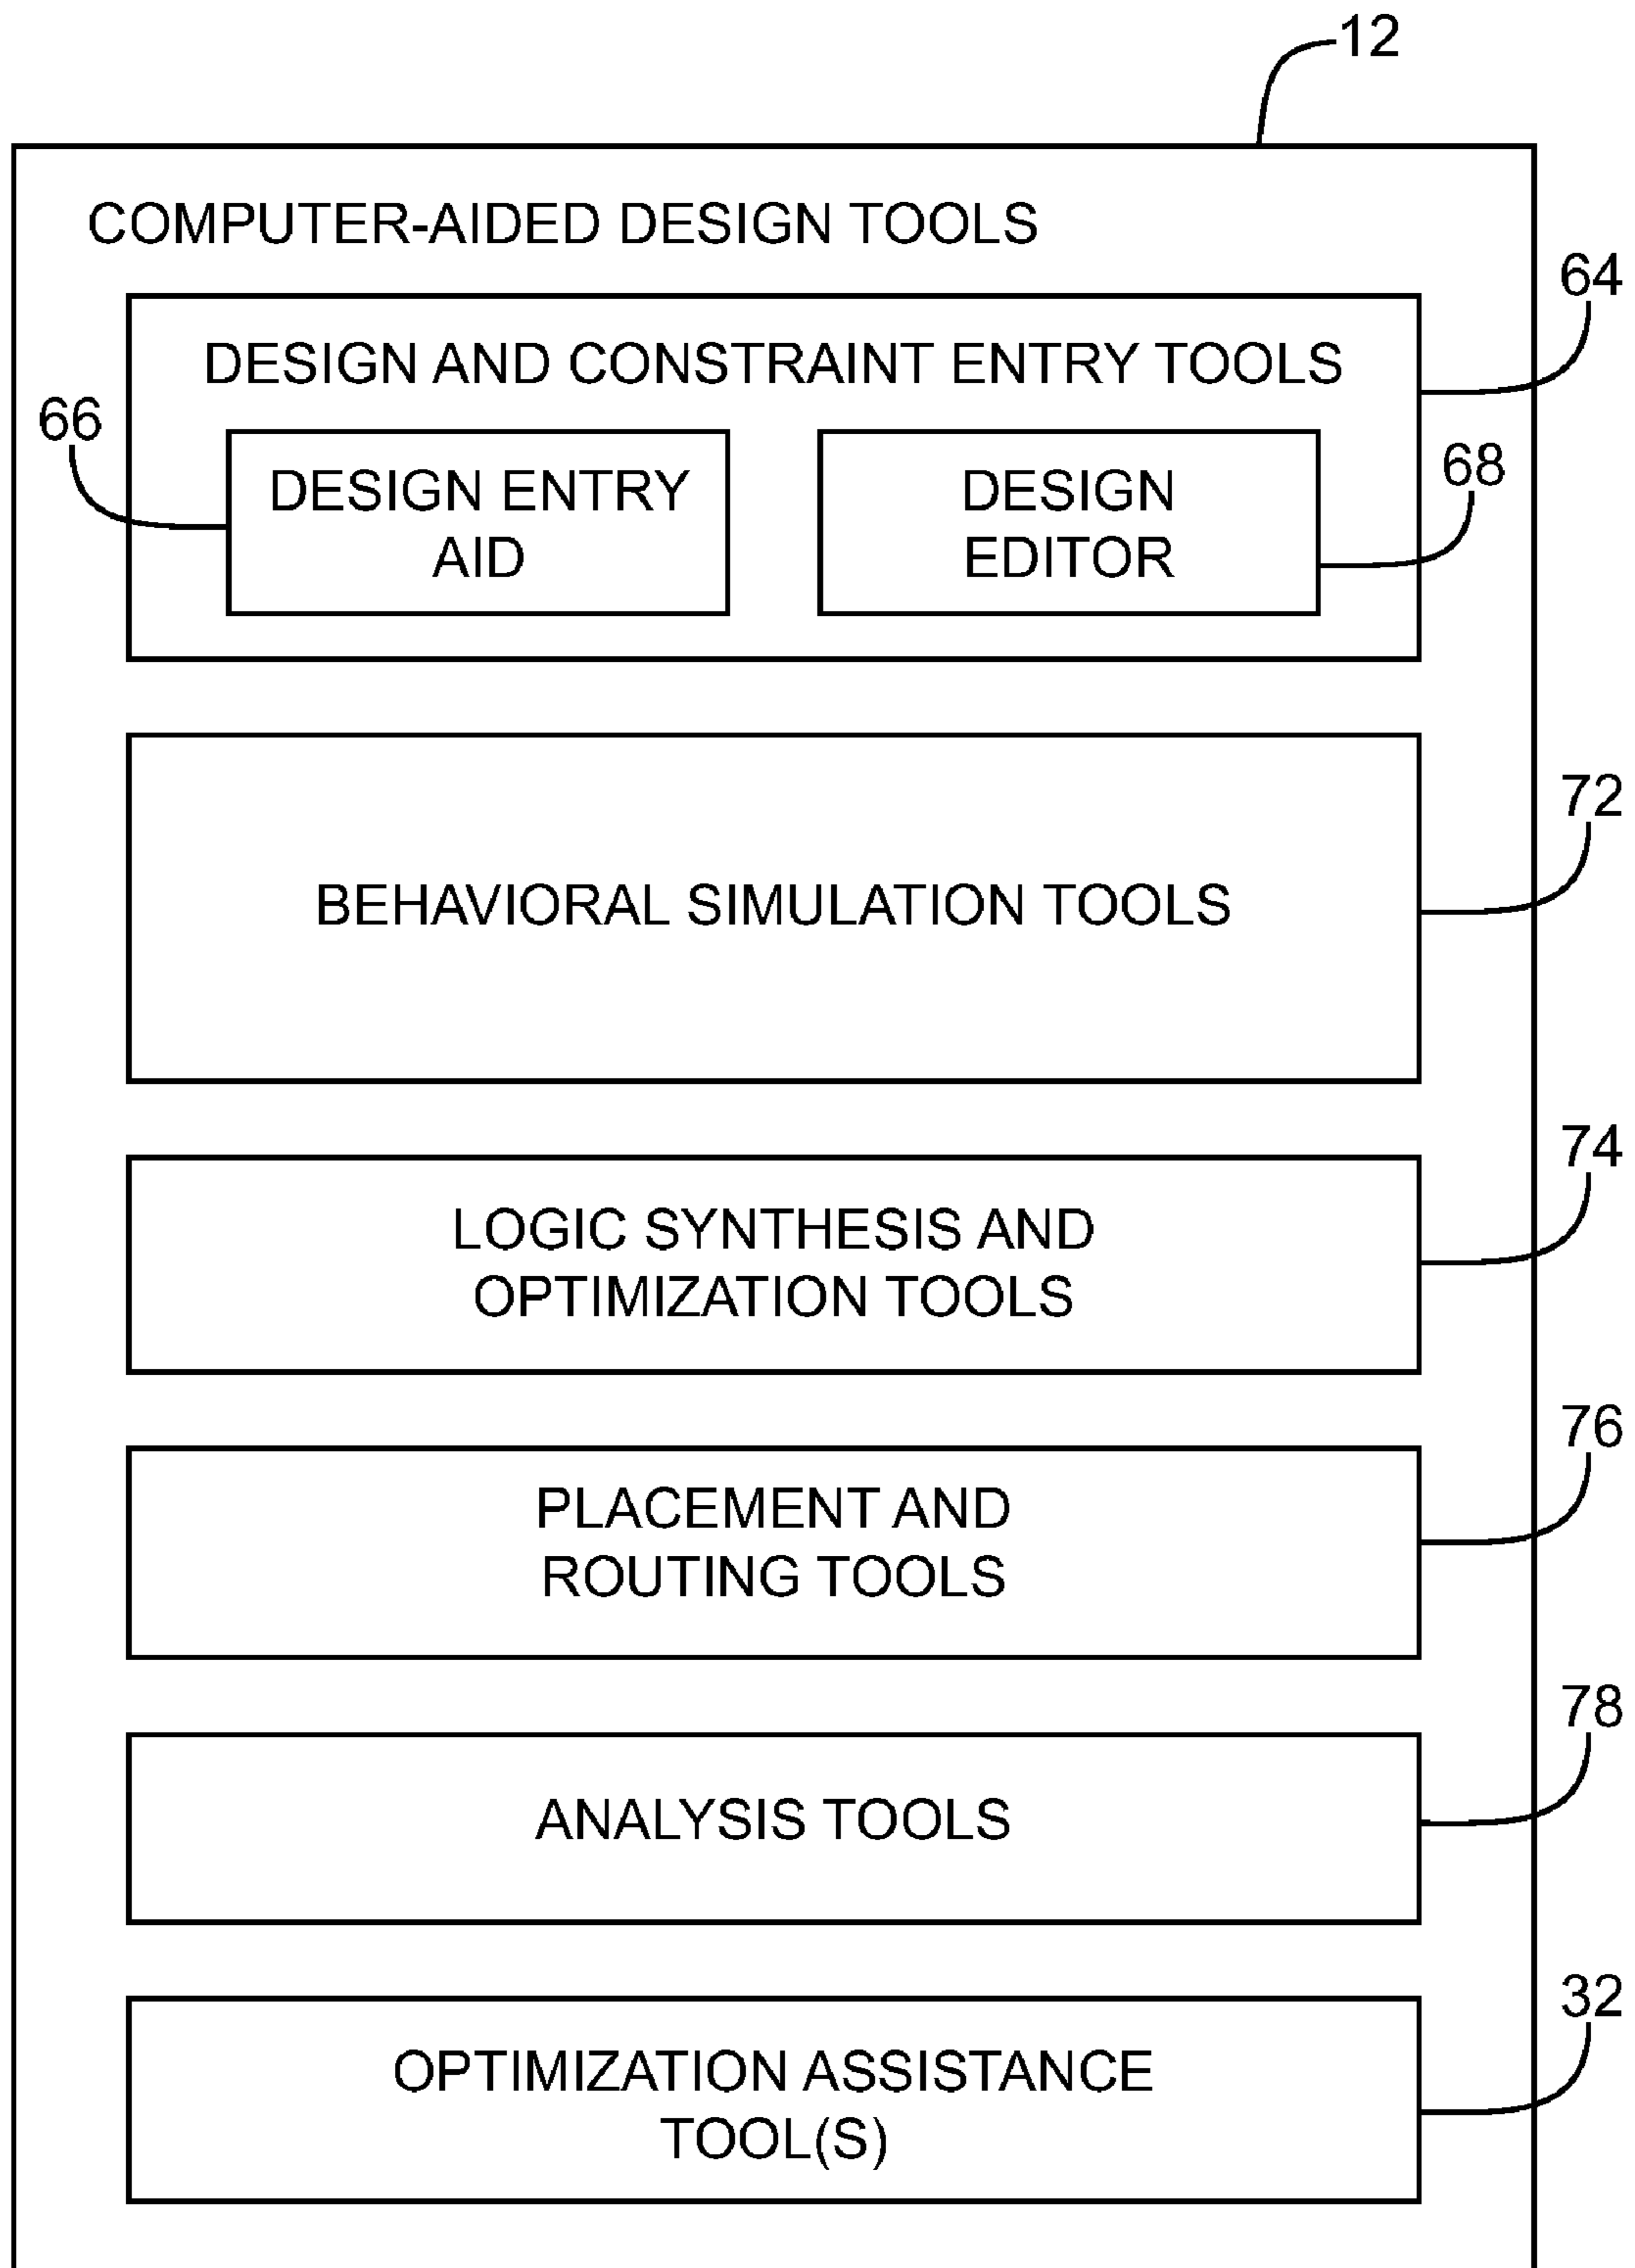 12
COMPUTER-AIDED DESIGN TOOLS
64
DESIGN AND CONSTRAINT ENTRY TOOLS
66
DESIGN ENTRY
AID
DESIGN
EDITOR
68
72
BEHAVIORAL SIMULATION TOOLS
74
LOGIC SYNTHESIS AND
OPTIMIZATION TOOLS
76
PLACEMENT AND
ROUTING TOOLS
78
ANALYSIS TOOLS
32
OPTIMIZATION ASSISTANCE
TOOL(S)